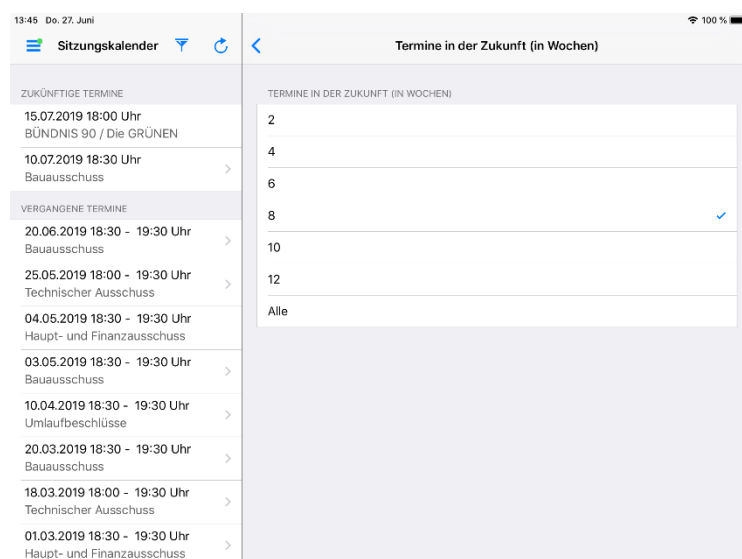 13:45 Do. 27. Juni
100 %
Sitzungskalender
Termine in der Zukunft (in Wochen)
ZUKÜNFTIGE TERMINE
15.07.2019 18:00 Uhr
BÜNDNIS 90 / Die GRÜNEN
10.07.2019 18:30 Uhr
Bauausschuss
VERGANGENE TERMINE
20.06.2019 18:30 - 19:30 Uhr
Bauausschuss
25.05.2019 18:00 - 19:30 Uhr
Technischer Ausschuss
04.05.2019 18:30 - 19:30 Uhr
Haupt- und Finanzausschuss
03.05.2019 18:30 - 19:30 Uhr
Bauausschuss
10.04.2019 18:30 - 19:30 Uhr
Umlaufbeschlüsse
20.03.2019 18:30 - 19:30 Uhr
Bauausschuss
18.03.2019 18:00 - 19:30 Uhr
Technischer Ausschuss
01.03.2019 18:30 - 19:30 Uhr
Haupt- und Finanzausschuss
TERMINE IN DER ZUKUNFT (IN WOCHEN)
2
4
6
8
10
12
Alle